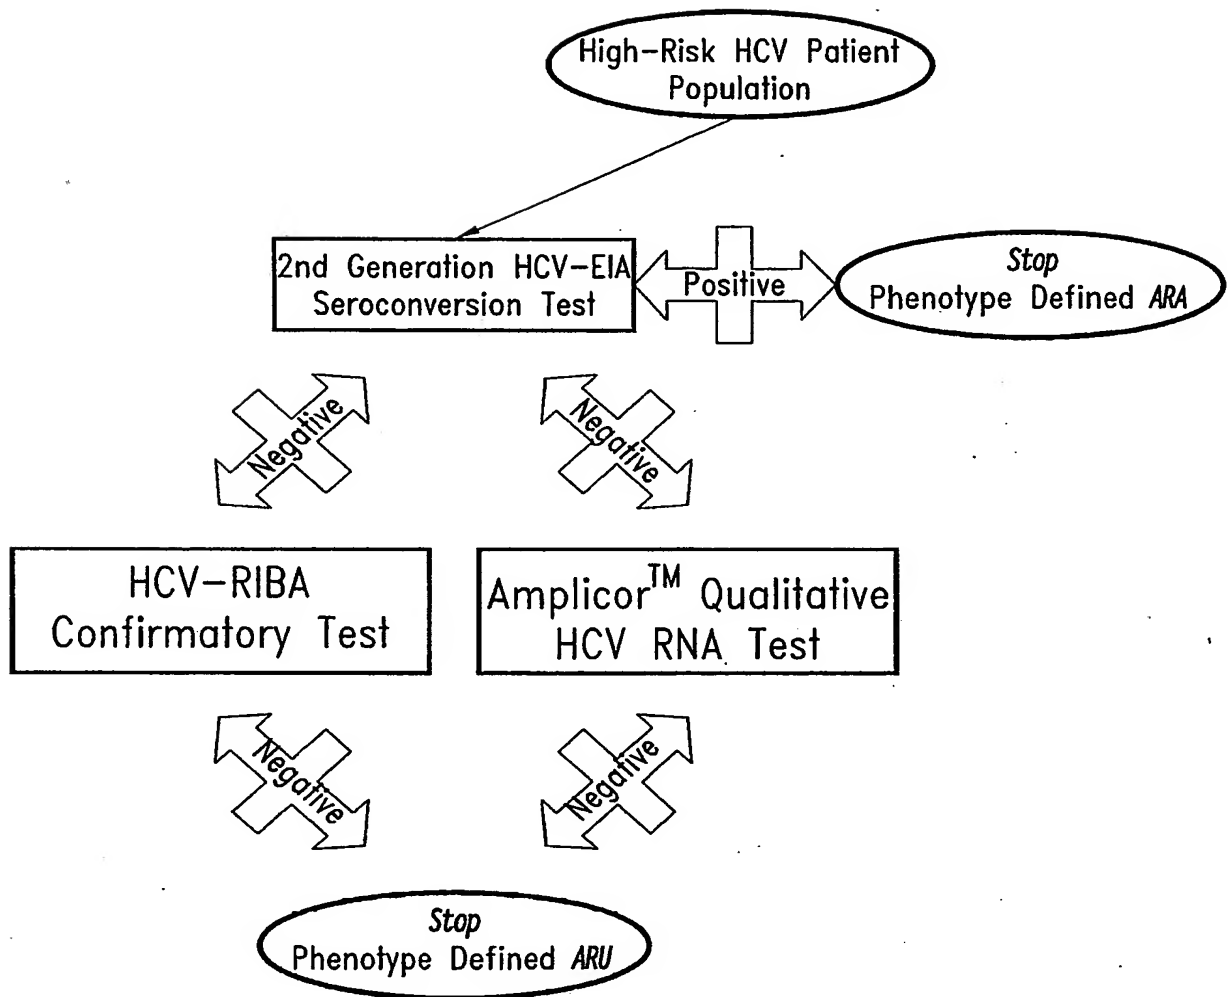 High-Risk HCV Patient
Population
2nd Generation HCV-EIA
Seroconversion Test
Positive
Stop
Phenotype Defined ARA
Negative
Negative
HCV-RIBA
Confirmatory Test
Amplicor™ Qualitative
HCV RNA Test
Negative
Negative
Stop
Phenotype Defined ARU